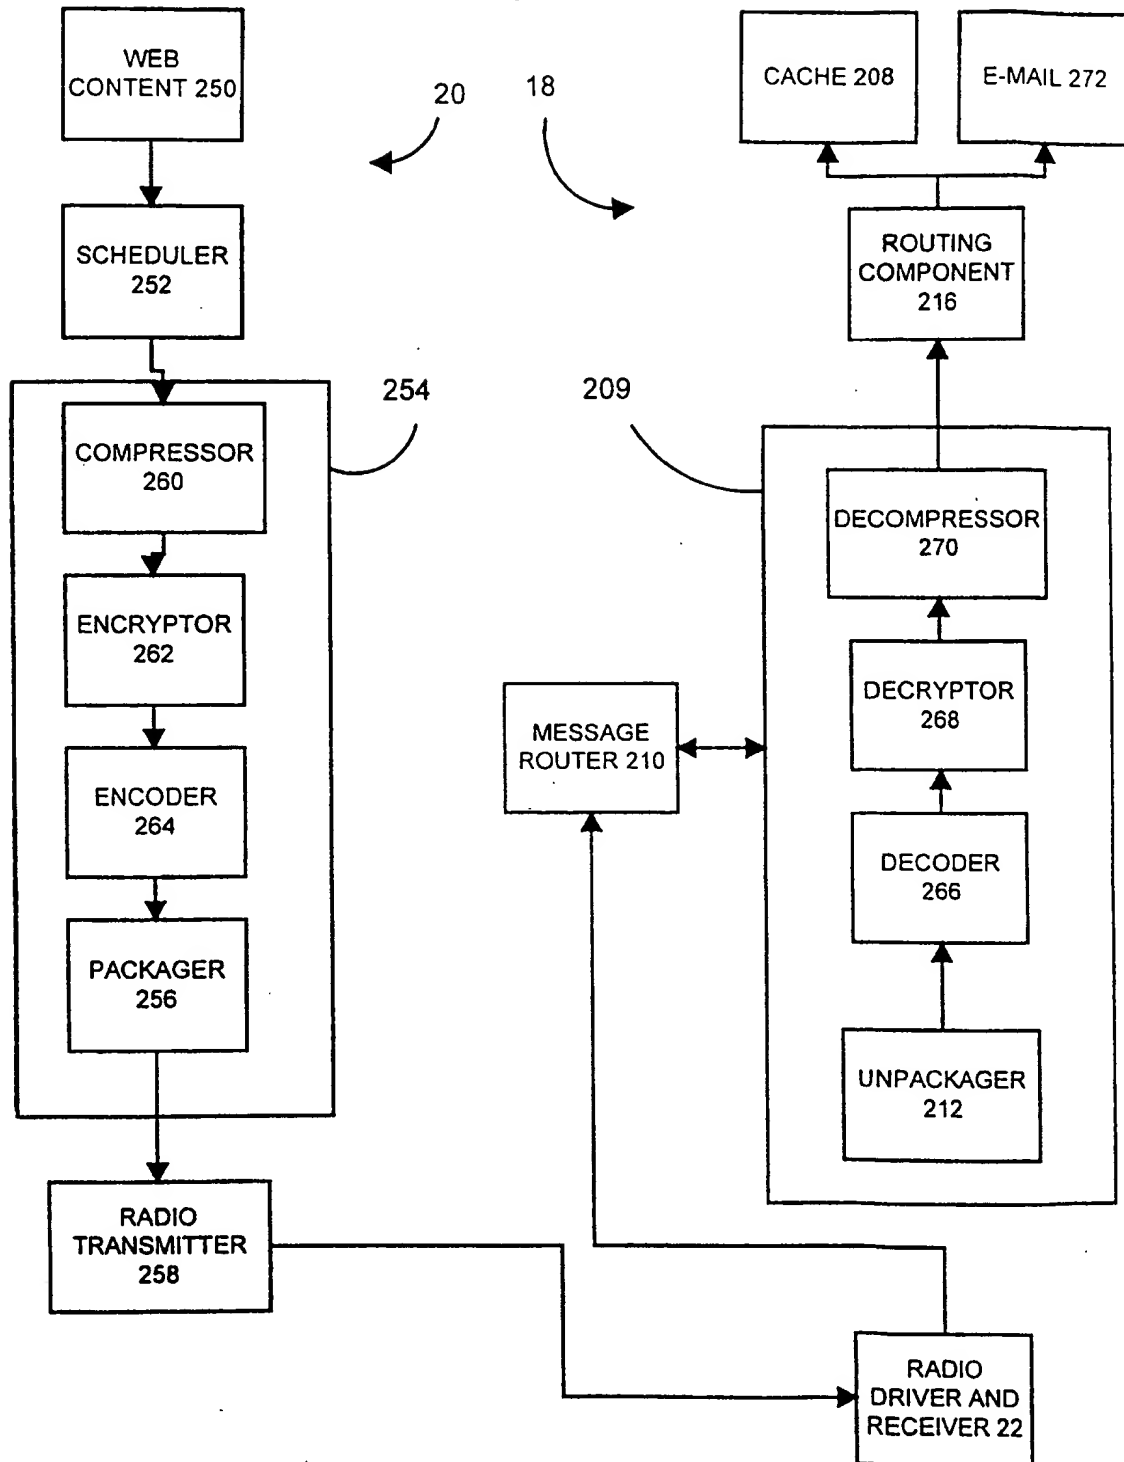 WEB
CONTENT 250
SCHEDULER
252
20
18
CACHE 208
E-MAIL 272
ROUTING
COMPONENT
216
254
209
COMPRESSOR
260
ENCRYPTOR
262
ENCODER
264
PACKAGER
256
RADIO
TRANSMITTER
258
MESSAGE
ROUTER 210
DECOMPRESSOR
270
DECRYPTOR
268
DECODER
266
UNPACKAGER
212
RADIO
DRIVER AND
RECEIVER 22